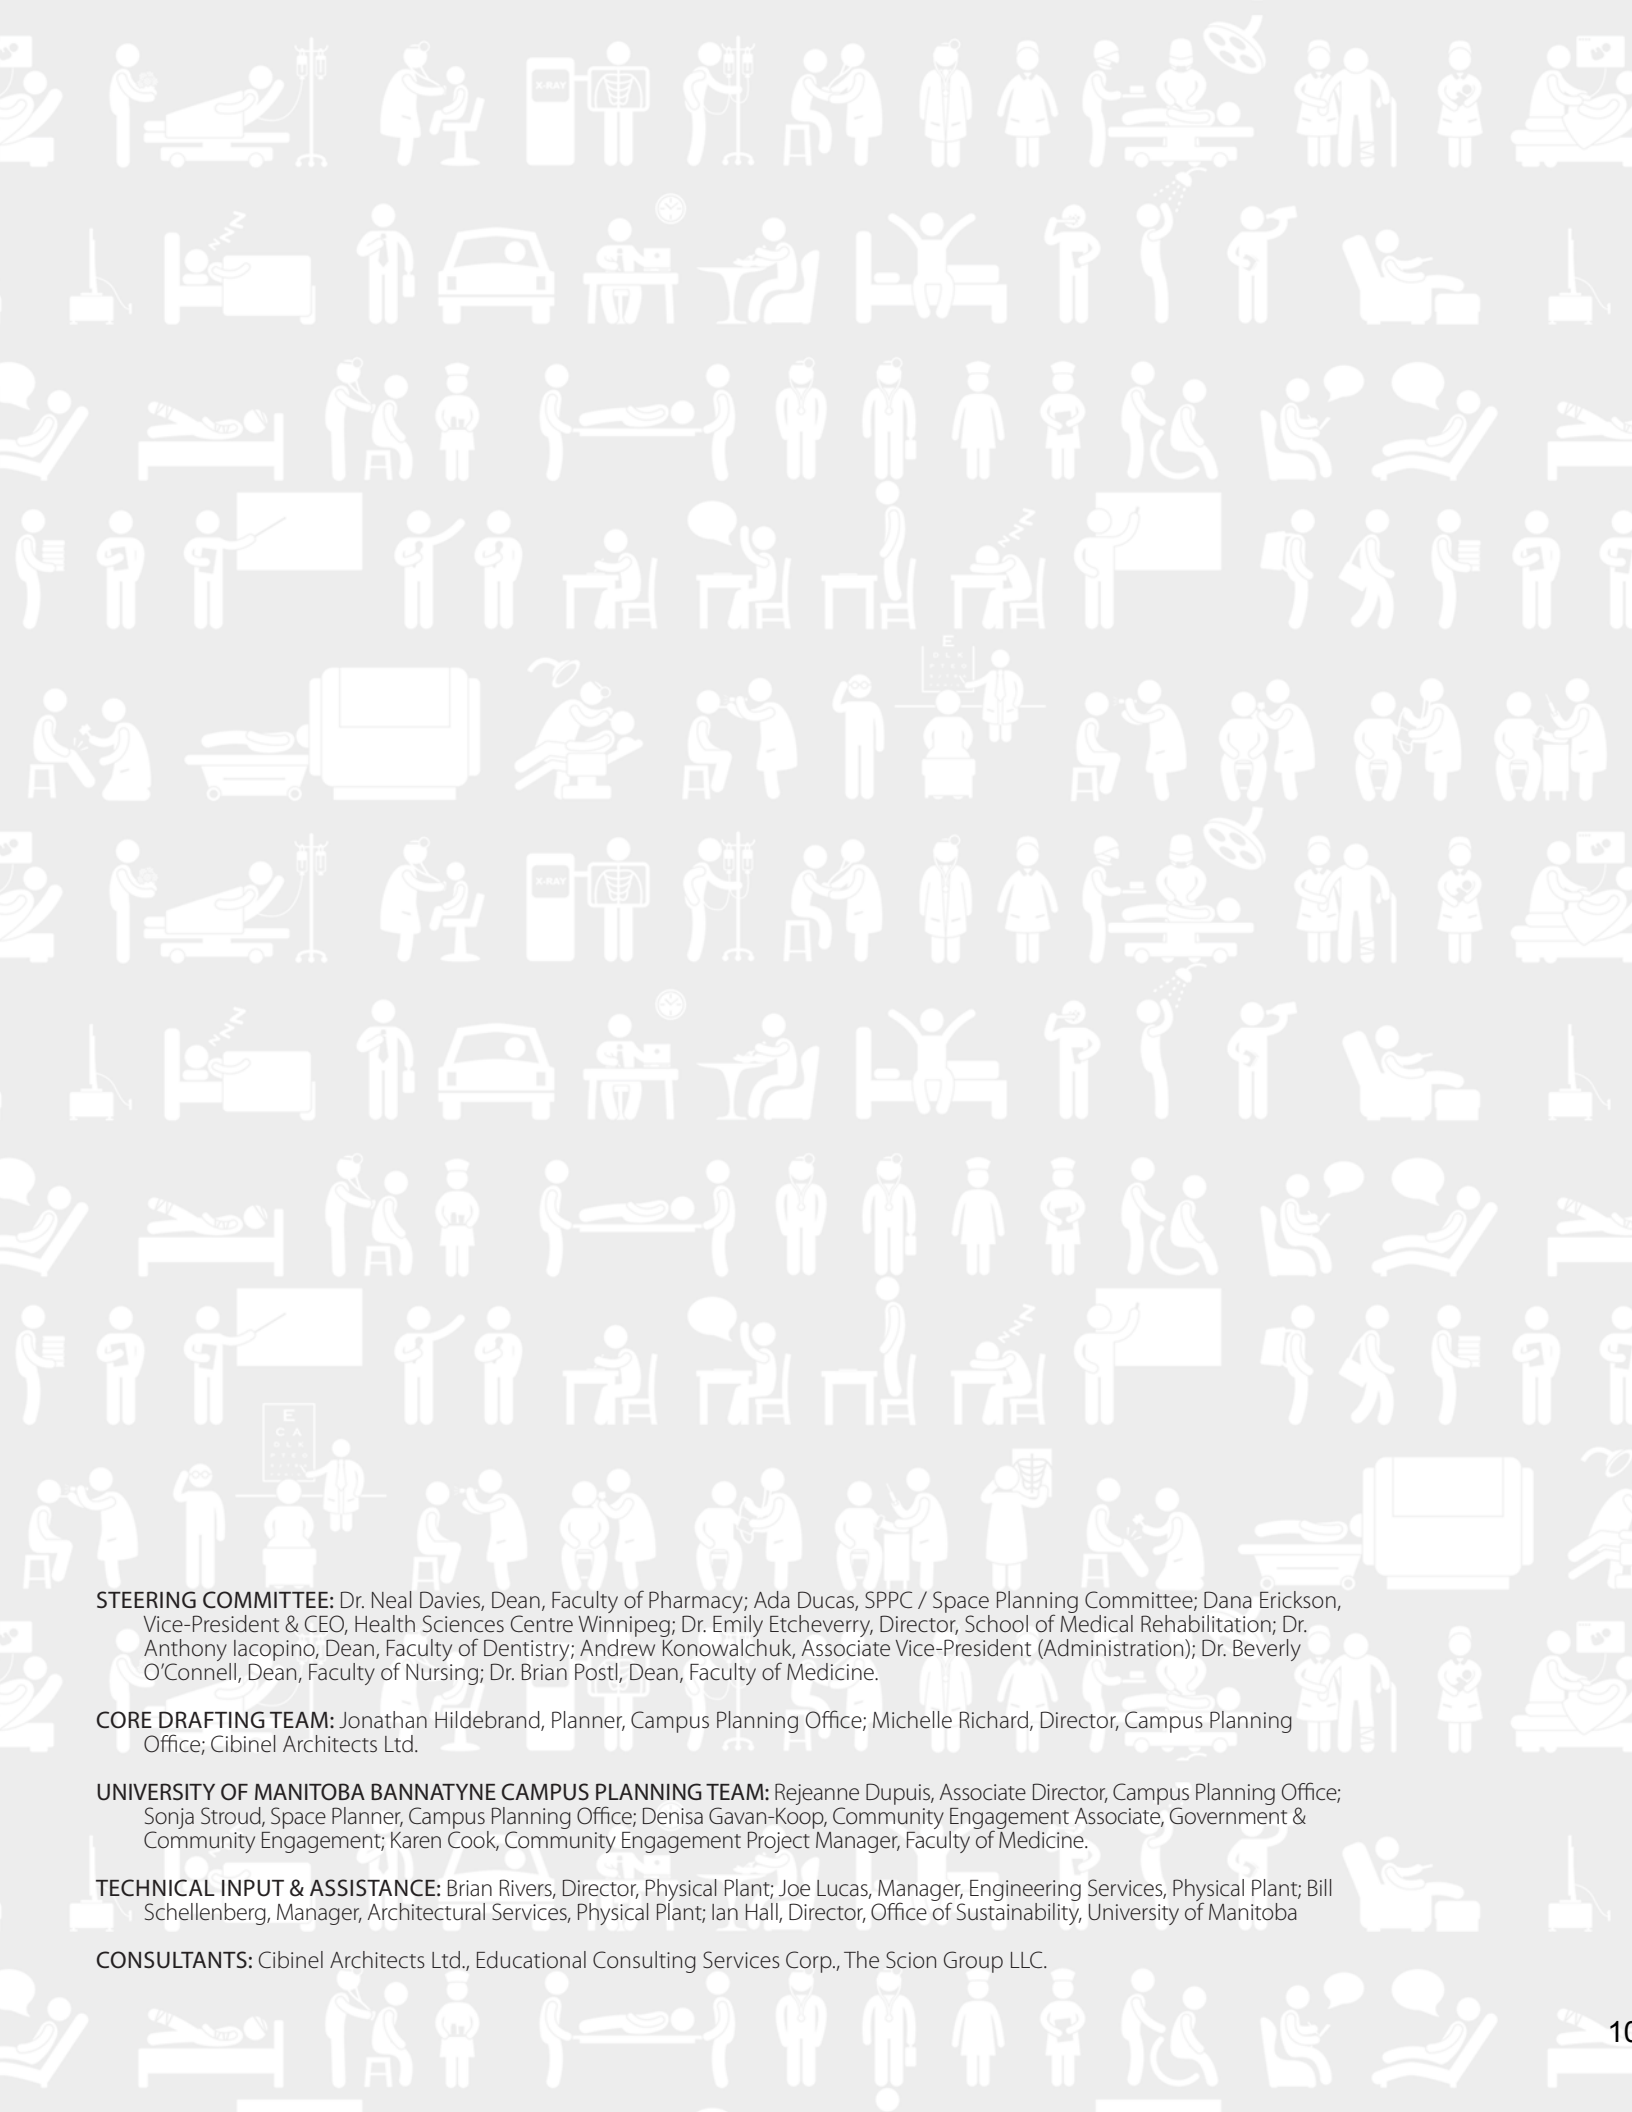 X-RAY
E
X-RAY
E
C A
STEERING COMMITTEE: Dr. Neal Davies, Dean, Faculty of Pharmacy; Ada Ducas, SPPC / Space Planning Committee; Dana Erickson,
Vice-President & CEO, Health Sciences Centre Winnipeg; Dr. Emily Etcheverry, Director, School of Medical Rehabilitation; Dr.
Anthony Iacopino, Dean, Faculty of Dentistry; Andrew Konowalchuk, Associate Vice-President (Administration); Dr. Beverly
O’Connell, Dean, Faculty of Nursing; Dr. Brian Postl, Dean, Faculty of Medicine.
CORE DRAFTING TEAM: Jonathan Hildebrand, Planner, Campus Planning Office; Michelle Richard, Director, Campus Planning
Office; Cibinel Architects Ltd.
UNIVERSITY OF MANITOBA BANNATYNE CAMPUS PLANNING TEAM: Rejeanne Dupuis, Associate Director, Campus Planning Office;
Sonja Stroud, Space Planner, Campus Planning Office; Denisa Gavan-Koop, Community Engagement Associate, Government &
Community Engagement; Karen Cook, Community Engagement Project Manager, Faculty of Medicine.
TECHNICAL INPUT & ASSISTANCE: Brian Rivers, Director, Physical Plant; Joe Lucas, Manager, Engineering Services, Physical Plant; Bill
Schellenberg, Manager, Architectural Services, Physical Plant; Ian Hall, Director, Office of Sustainability, University of Manitoba
CONSULTANTS: Cibinel Architects Ltd., Educational Consulting Services Corp., The Scion Group LLC.